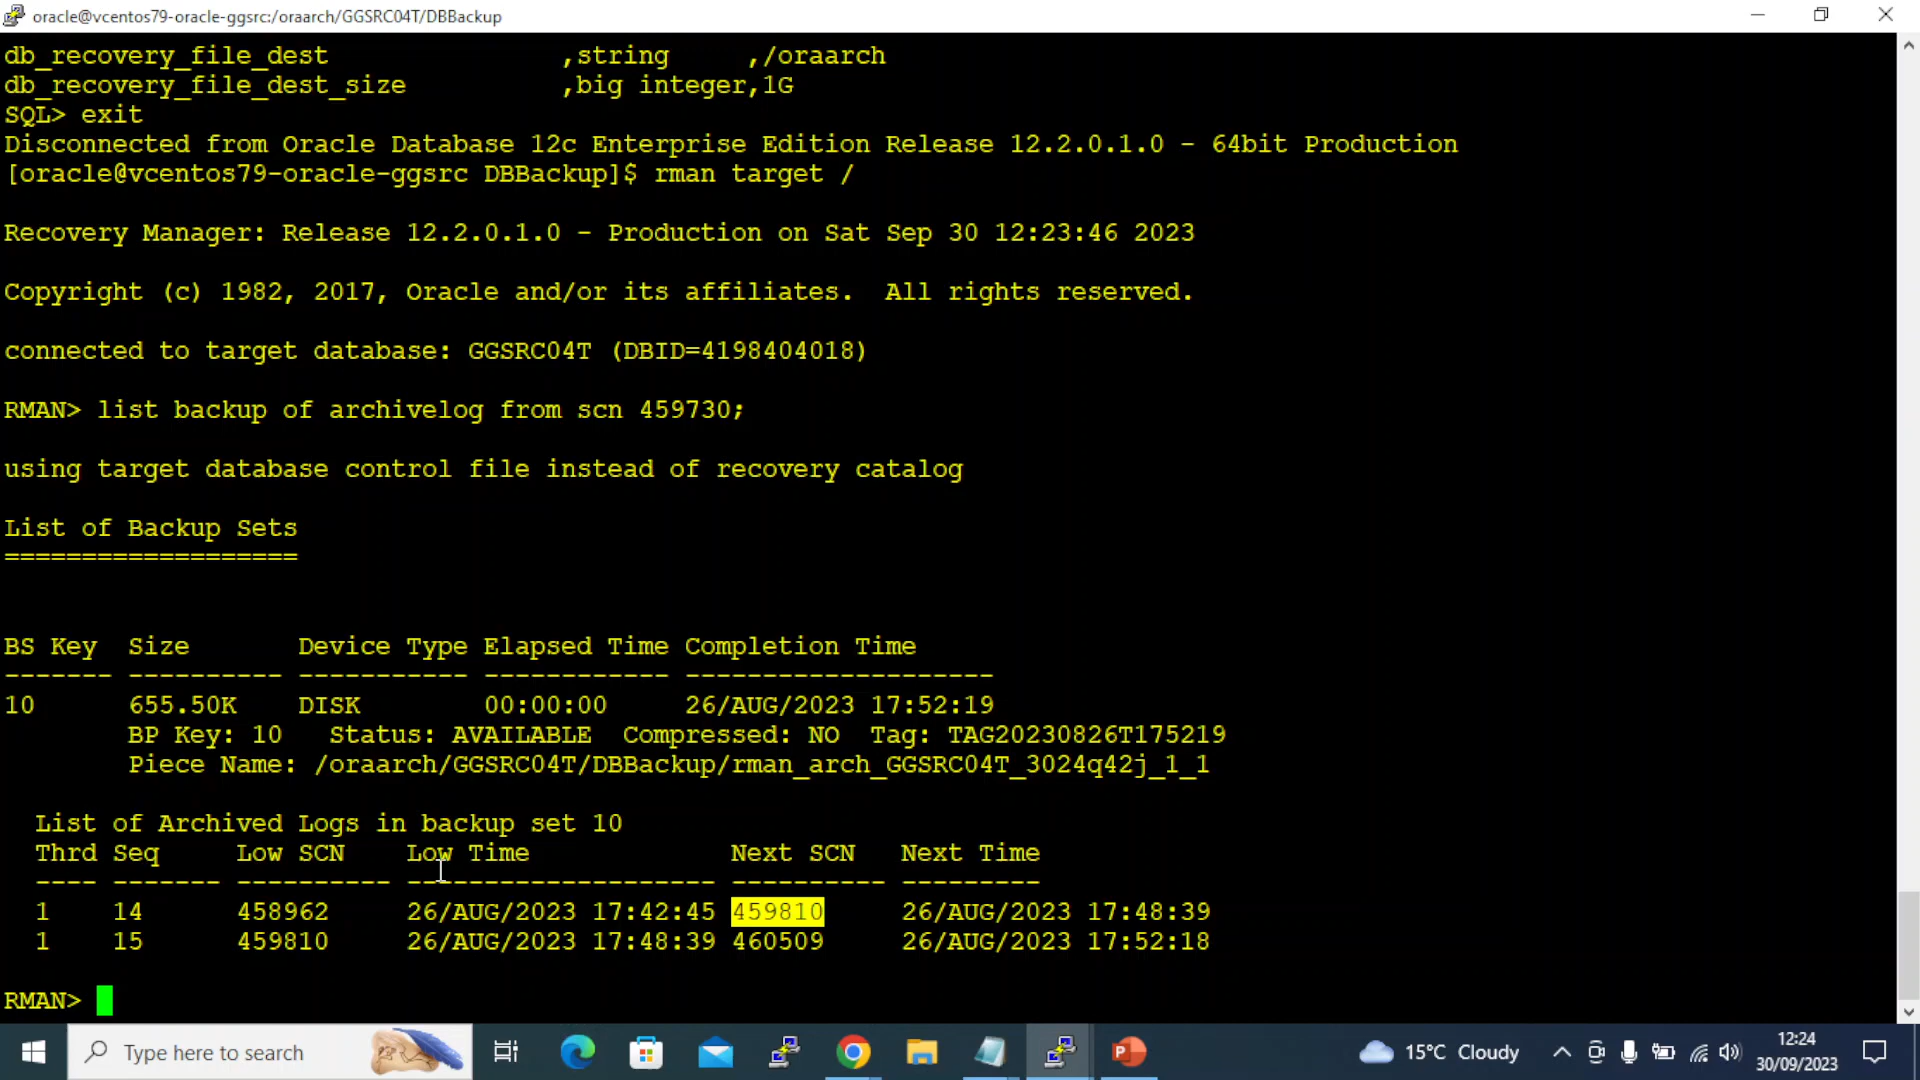 oracle@vcentos79-oracle-ggsrc:/oraarch/GGSRC04T/DBBackup
db_recovery_file_dest ,string ,/oraarch
db_recovery_file_dest_size ,big integer,1G
SQL> exit
Disconnected from Oracle Database 12c Enterprise Edition Release 12.2.0.1.0 - 64bit Production
[oracle@vcentos79-oracle-ggsrc DBBackup]$ rman target /
Recovery Manager: Release 12.2.0.1.0 - Production on Sat Sep 30 12:23:46 2023
Copyright (c) 1982, 2017, Oracle and/or its affiliates.  All rights reserved.
connected to target database: GGSRC04T (DBID=4198404018)
RMAN> list backup of archivelog from scn 459730;
using target database control file instead of recovery catalog
List of Backup Sets
===================
BS Key  Size       Device Type Elapsed Time Completion Time
------- ---------- ----------- ------------ --------------------
10      655.50K    DISK        00:00:00     26/AUG/2023 17:52:19
BP Key: 10   Status: AVAILABLE  Compressed: NO  Tag: TAG20230826T175219
Piece Name: /oraarch/GGSRC04T/DBBackup/rman_arch_GGSRC04T_3024q42j_1_1
List of Archived Logs in backup set 10
Thrd Seq     Low SCN    Low Time             Next SCN   Next Time
---- ------- ---------- -------------------- ---------- ---------
1    14      458962     26/AUG/2023 17:42:45 459810     26/AUG/2023 17:48:39
1    15      459810     26/AUG/2023 17:48:39 460509     26/AUG/2023 17:52:18
RMAN>
Type here to search
15°C Cloudy
12:24
30/09/2023